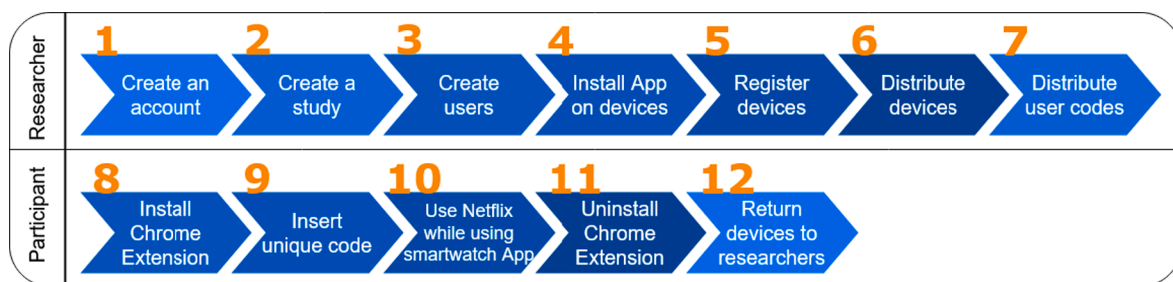 Researcher
1
Create an
account
2
Create a
study
3
Create
users
4
Install App
on devices
5
Register
devices
6
Distribute
devices
7
Distribute
user codes
Participant
8
Install
Chrome
Extension
9
Insert
unique code
10
Use Netflix
while using
smartwatch App
11
Uninstall
Chrome
Extension
12
Return
devices to
researchers